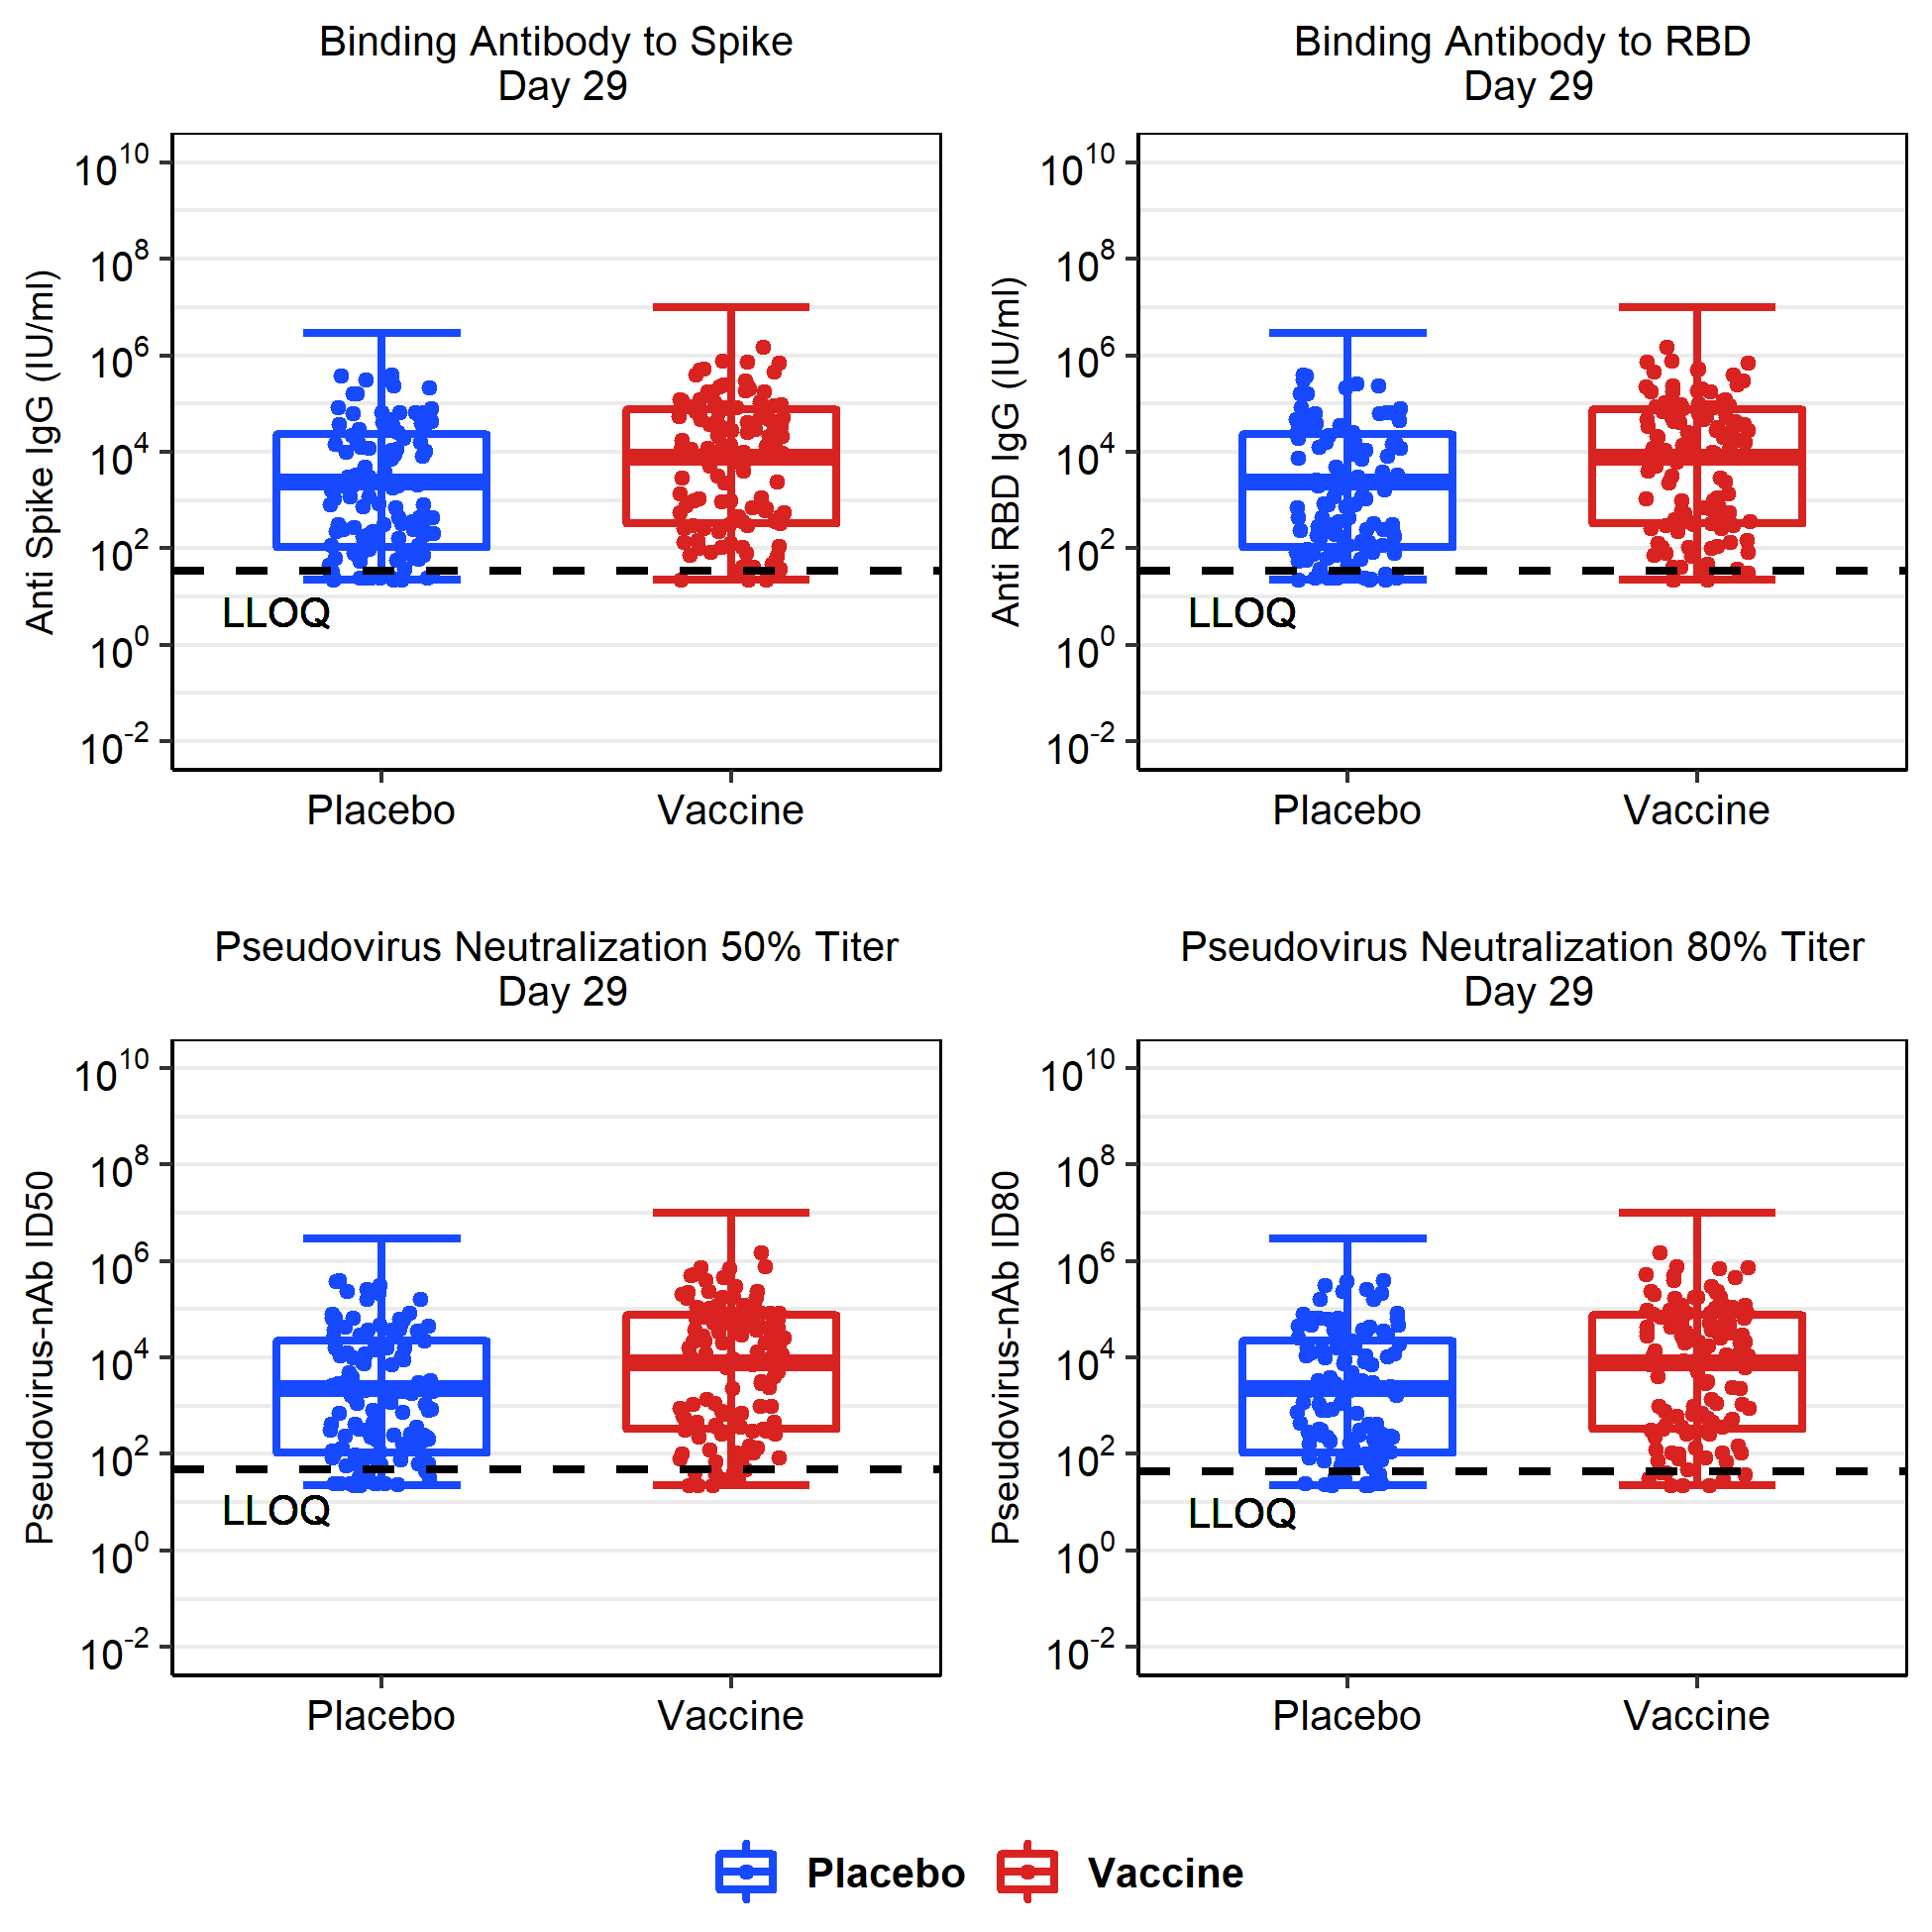 Binding Antibody to Spike
Day 29
Anti Spike IgG (IU/ml)
10^10
10^8
10^6
10^4
10^2
10^0
10^-2
LLOQ
Placebo Vaccine
Binding Antibody to RBD
Day 29
Anti RBD IgG (IU/ml)
10^10
10^8
10^6
10^4
10^2
10^0
10^-2
LLOQ
Placebo Vaccine
Pseudovirus Neutralization 50% Titer
Day 29
Pseudovirus-nAb ID50
10^10
10^8
10^6
10^4
10^2
10^0
10^-2
LLOQ
Placebo Vaccine
Pseudovirus Neutralization 80% Titer
Day 29
Pseudovirus-nAb ID80
10^10
10^8
10^6
10^4
10^2
10^0
10^-2
LLOQ
Placebo Vaccine
Placebo Vaccine